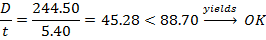 D/t = 244.50/5.40 = 45.28 < 88.70 yields→ OK